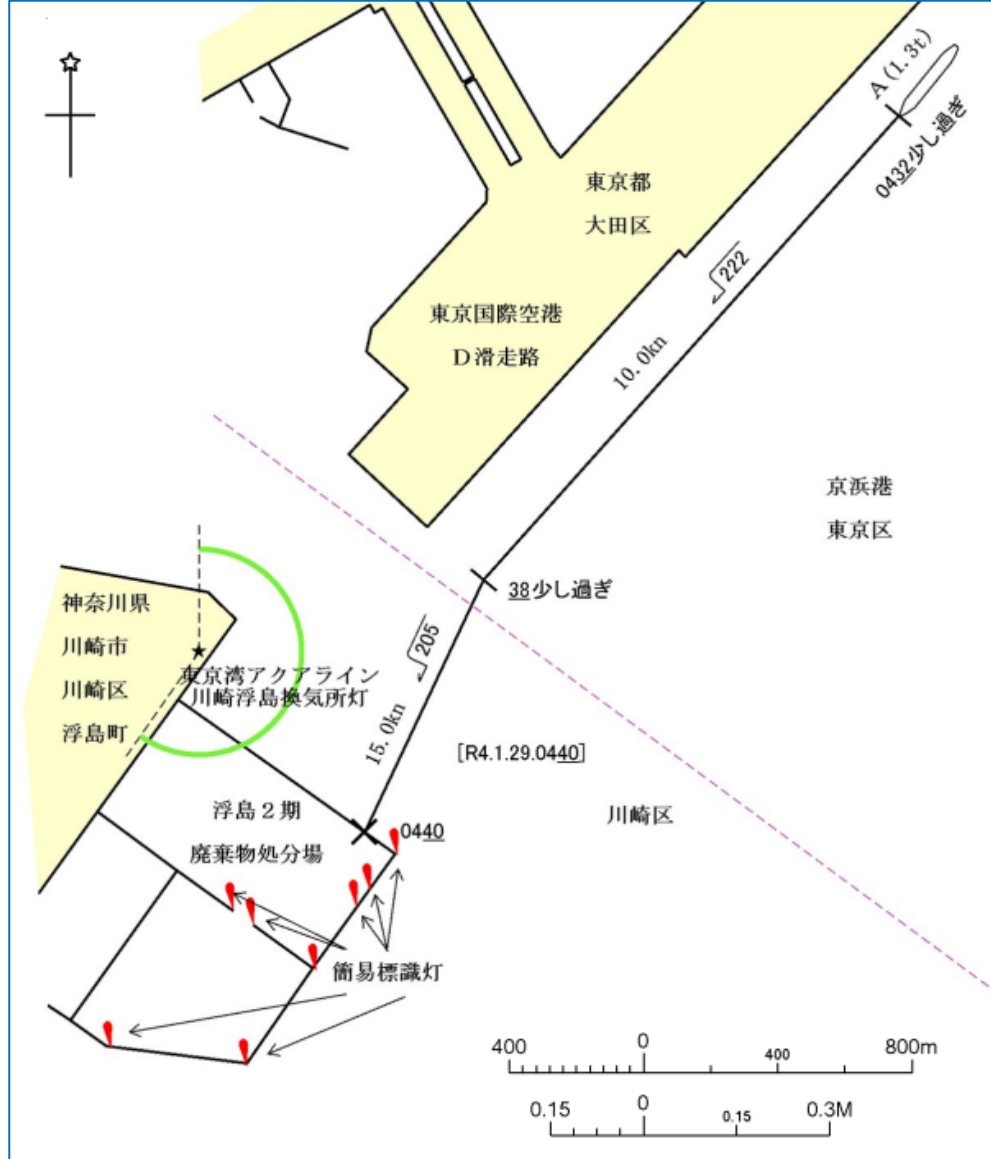 A(1.3t)
0432少し過ぎ
東京都
大田区
222
東京国際空港
D滑走路
10.0kn
京浜港
東京区
38少し過ぎ
神奈川県
川崎市
川崎区
浮島町
205
東京湾アクアライン
川崎浮島換気所灯
15.0kn
[R4.1.29.0440]
川崎区
浮島2期
廃棄物処分場
0440
簡易標識灯
400 0 400 800m
0.15 0 0.15 0.3M